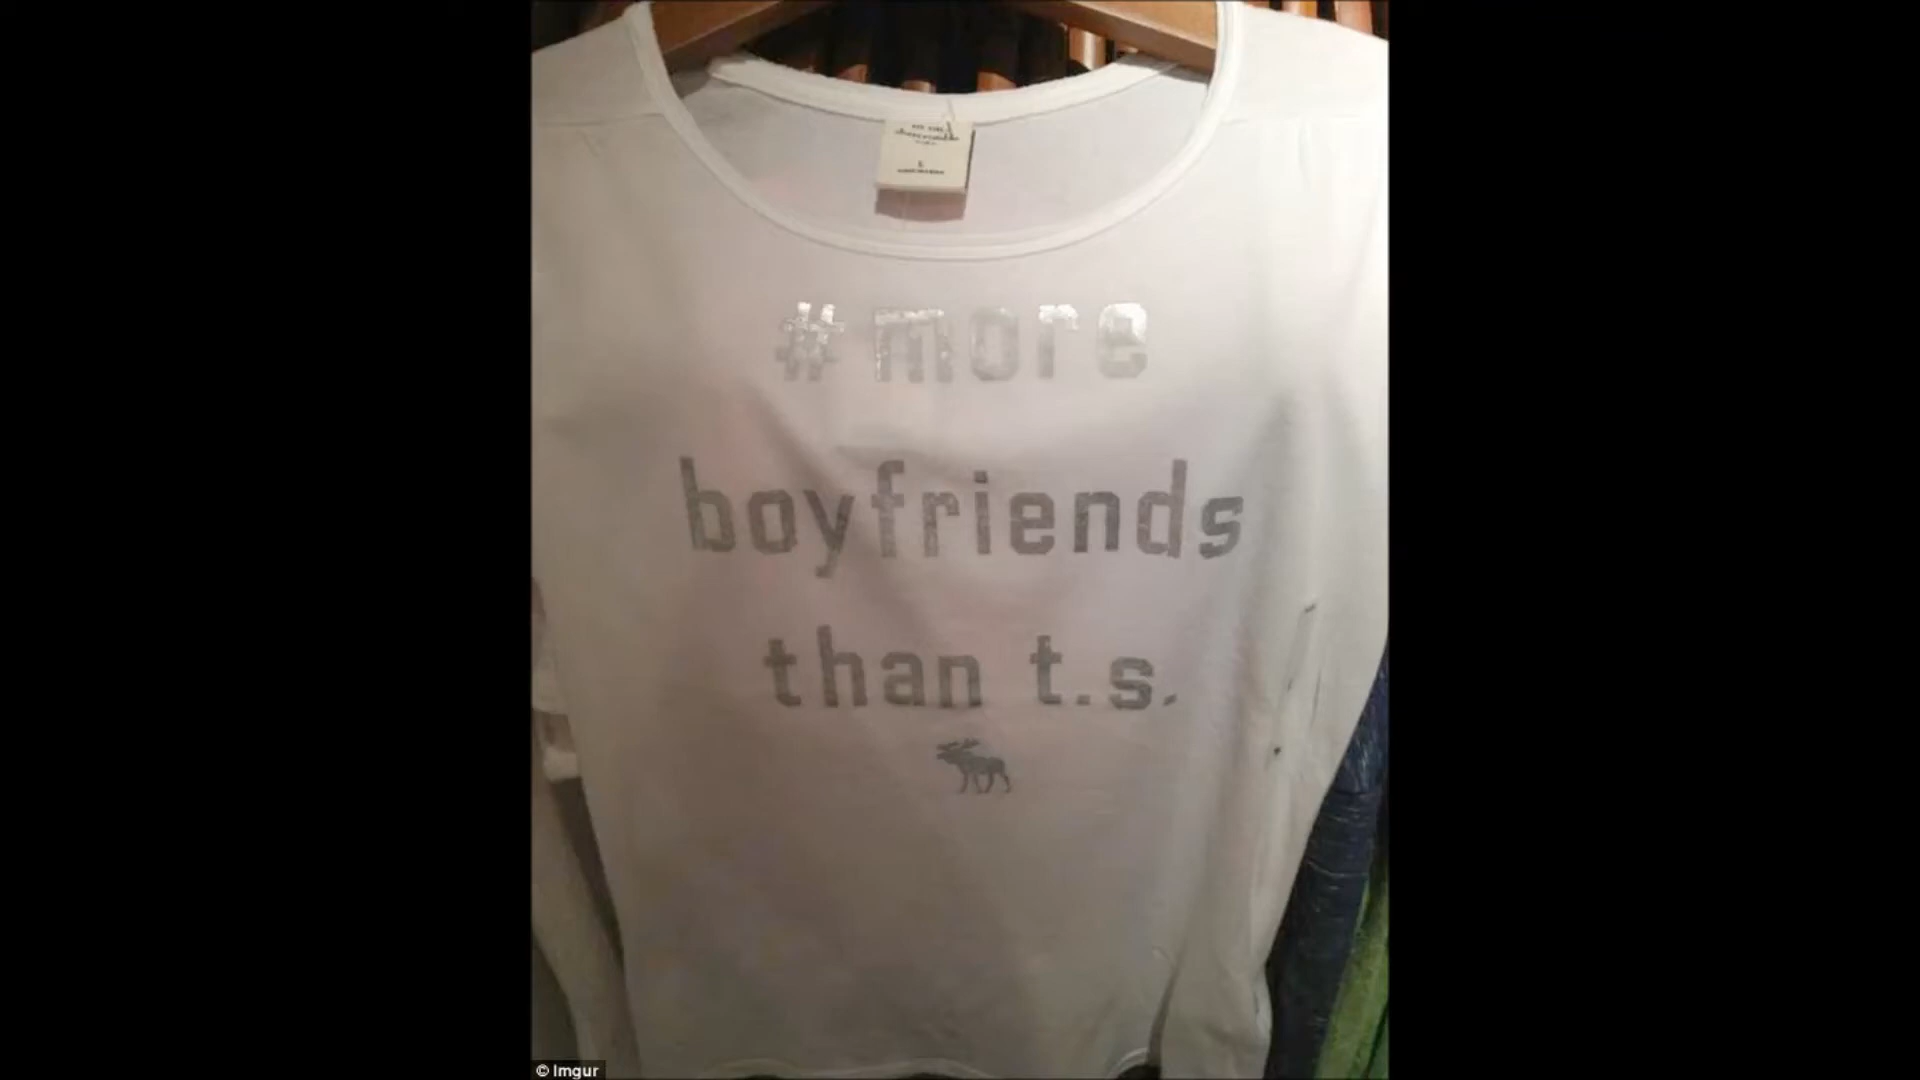 L
#more
boyfriends
than t.s.
© Imgur